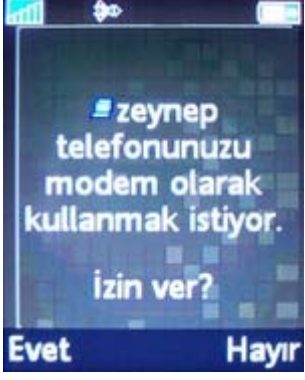 zeynep
telefonunuzu
modem olarak
kullanmak istiyor.
İzin ver?
Evet Hayır